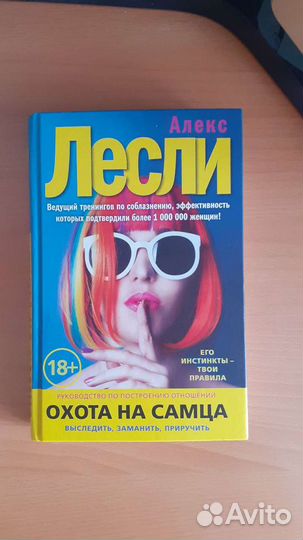 Алекс
Лесли
Ведущий тренингов по соблазнению, эффективность
которых подтвердили более 1 000 000 женщин!
18+
ЕГО
ИНСТИНКТЫ –
ТВОИ
ПРАВИЛА
РУКОВОДСТВО ПО ПОСТРОЕНИЮ ОТНОШЕНИЙ
ОХОТА НА САМЦА
ВЫСЛЕДИТЬ, ЗАМАНИТЬ, ПРИРУЧИТЬ
Avito